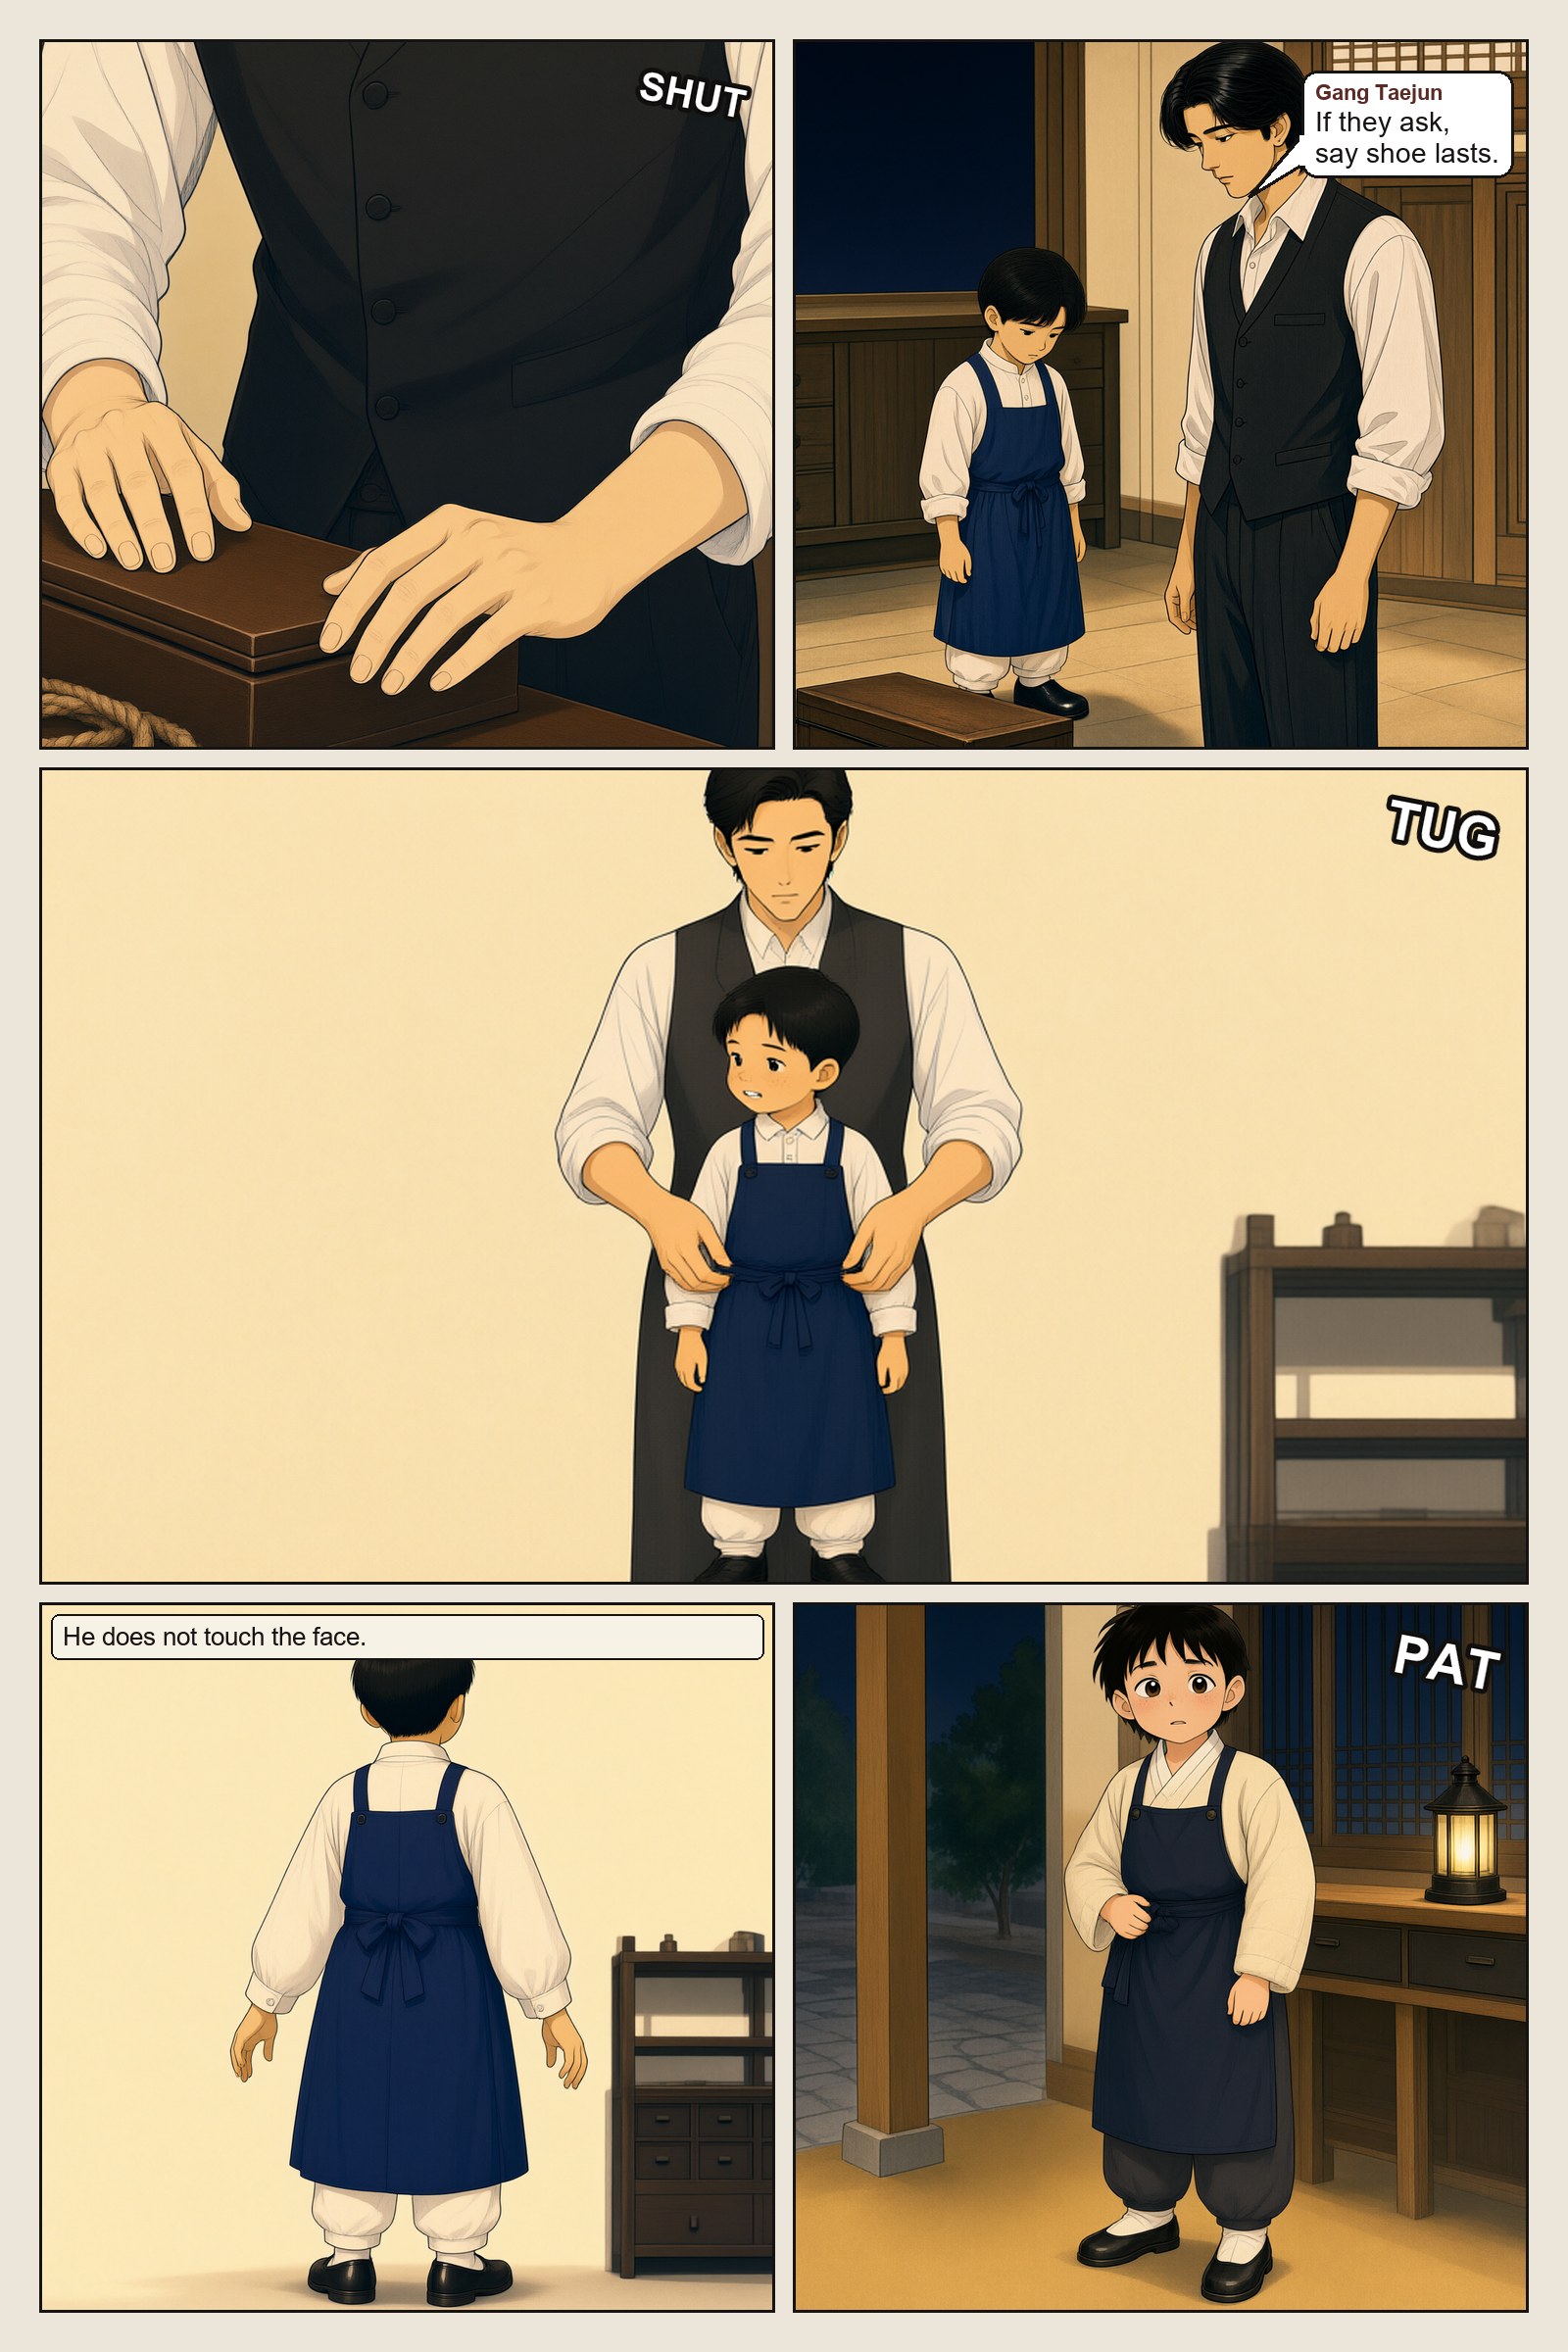 SHUT
Gang Taejun
If they ask,
say shoe lasts.
TUG
He does not touch the face.
PAT